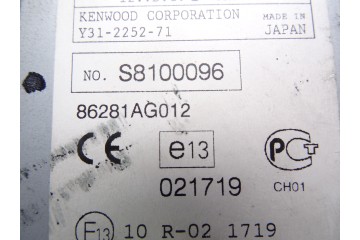 KENWOOD CORPORATION
Y31-2252-71
MADE IN
JAPAN
NO. S8100096
86281AG012
CE e13 PCT
021719 CH01
E13 10 R-02 1719